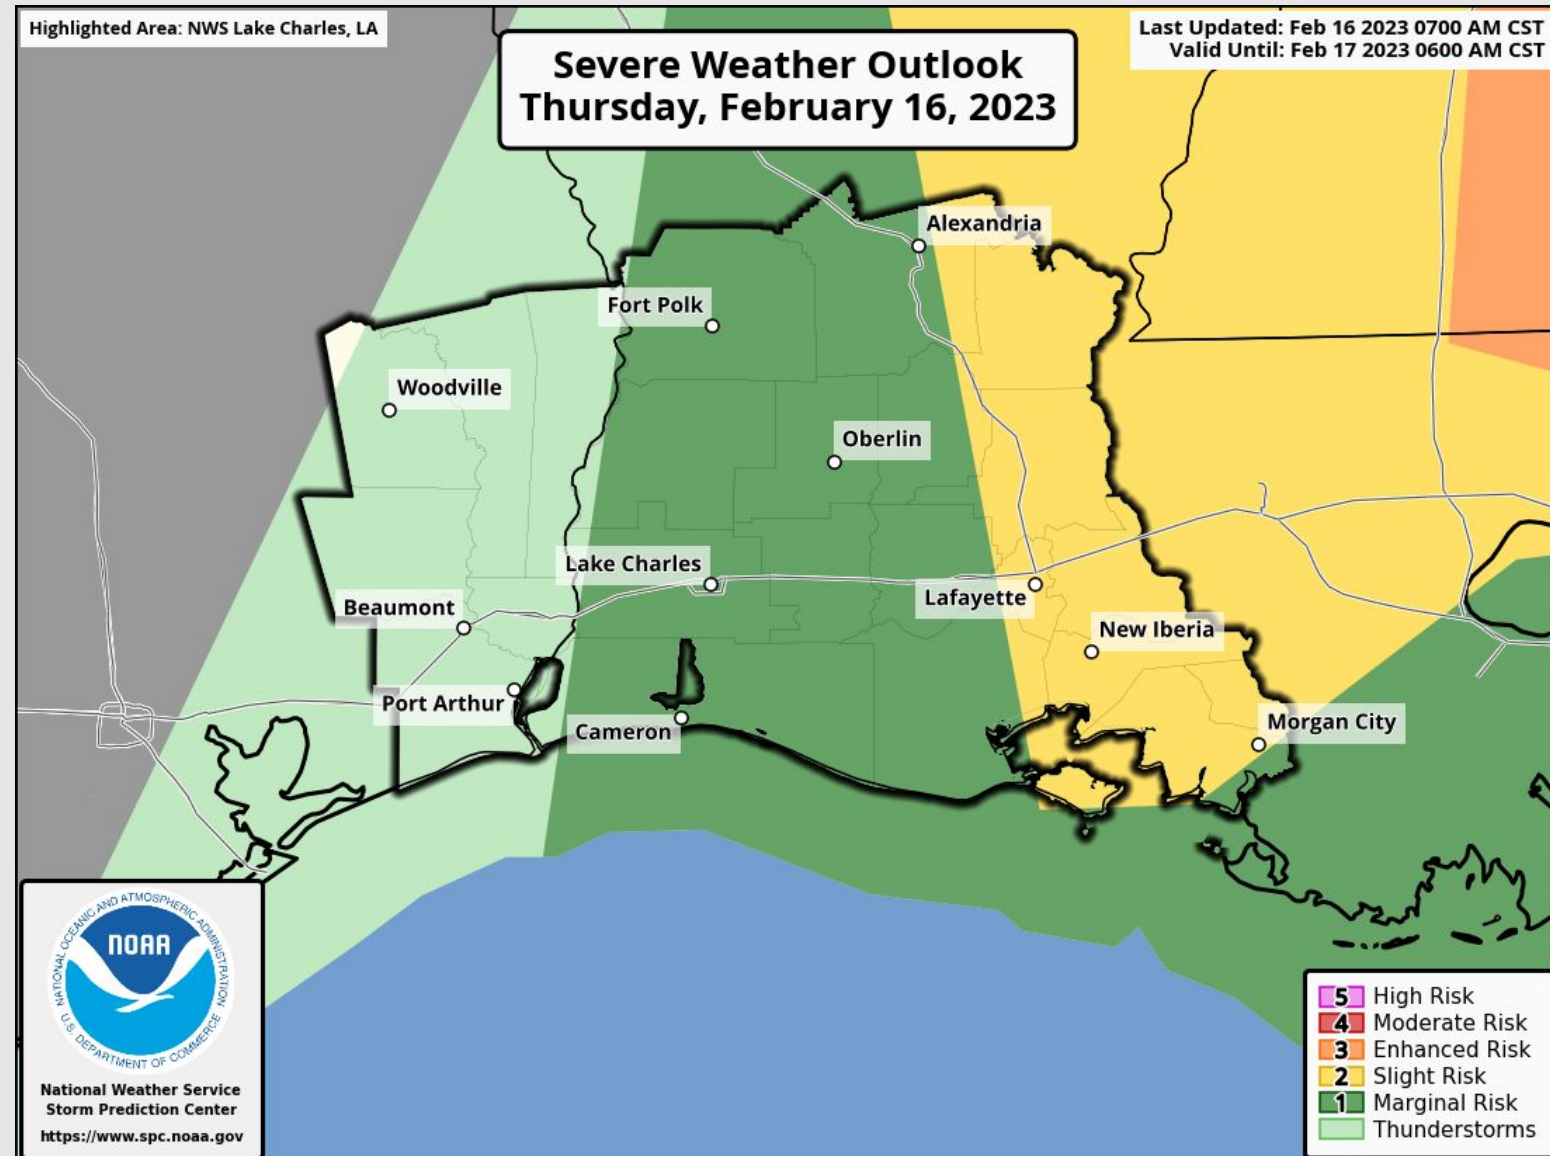 Highlighted Area: NWS Lake Charles, LA
Last Updated: Feb 16 2023 0700 AM CST
Valid Until: Feb 17 2023 0600 AM CST
Severe Weather Outlook
Thursday, February 16, 2023
Alexandria
Fort Polk
Woodville
Oberlin
Lake Charles
Beaumont
Lafayette
New Iberia
Port Arthur
Cameron
Morgan City
NATIONAL OCEANIC AND ATMOSPHERIC ADMINISTRATION
NOAA
U.S. DEPARTMENT OF COMMERCE
National Weather Service
Storm Prediction Center
https://www.spc.noaa.gov
5 High Risk
4 Moderate Risk
3 Enhanced Risk
2 Slight Risk
1 Marginal Risk
Thunderstorms